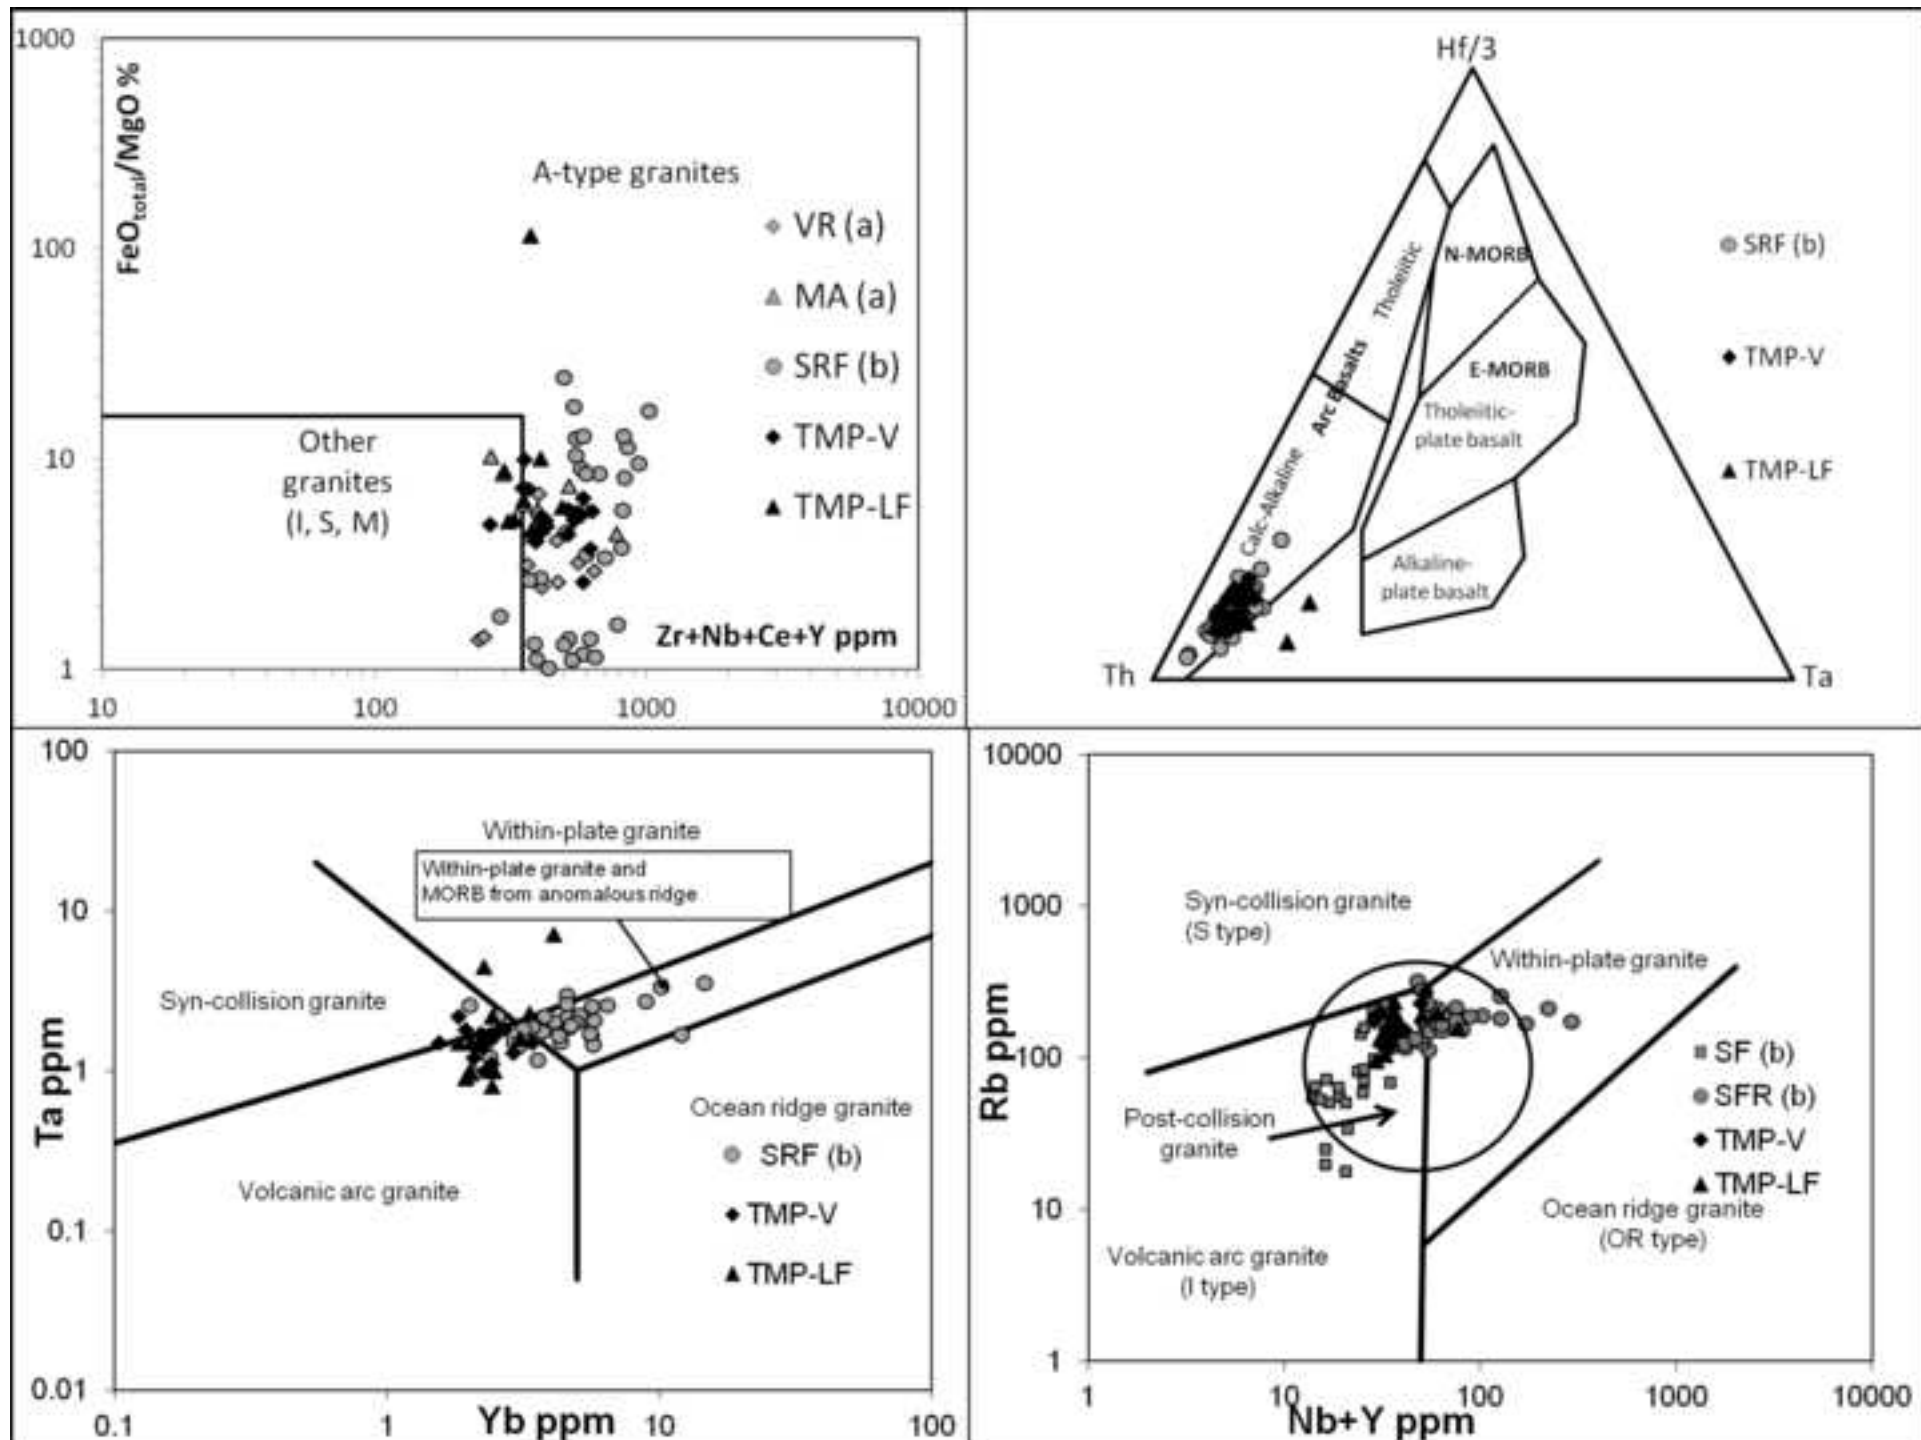 1000
100
10
1
FeOtotal/MgO %
A-type granites
VR (a)
MA (a)
SRF (b)
TMP-V
TMP-LF
Other
granites
(I, S, M)
Zr+Nb+Ce+Y ppm
10
100
1000
10000
Hf/3
Th
Ta
Tholeiitic
Arc Basalts
Calc-Alkaline
N-MORB
E-MORB
Tholeiitic-
plate basalt
Alkaline-
plate basalt
SRF (b)
TMP-V
TMP-LF
100
10
1
0.1
0.01
Ta ppm
Within-plate granite
Within-plate granite and
MORB from anomalous ridge
Syn-collision granite
Ocean ridge granite
Volcanic arc granite
SRF (b)
TMP-V
TMP-LF
0.1
1
10
100
Yb ppm
10000
1000
100
10
1
Rb ppm
Syn-collision granite
(S type)
Within-plate granite
Post-collision
granite
SF (b)
SFR (b)
TMP-V
TMP-LF
Ocean ridge granite
(OR type)
Volcanic arc granite
(I type)
1
10
100
1000
10000
Nb+Y ppm